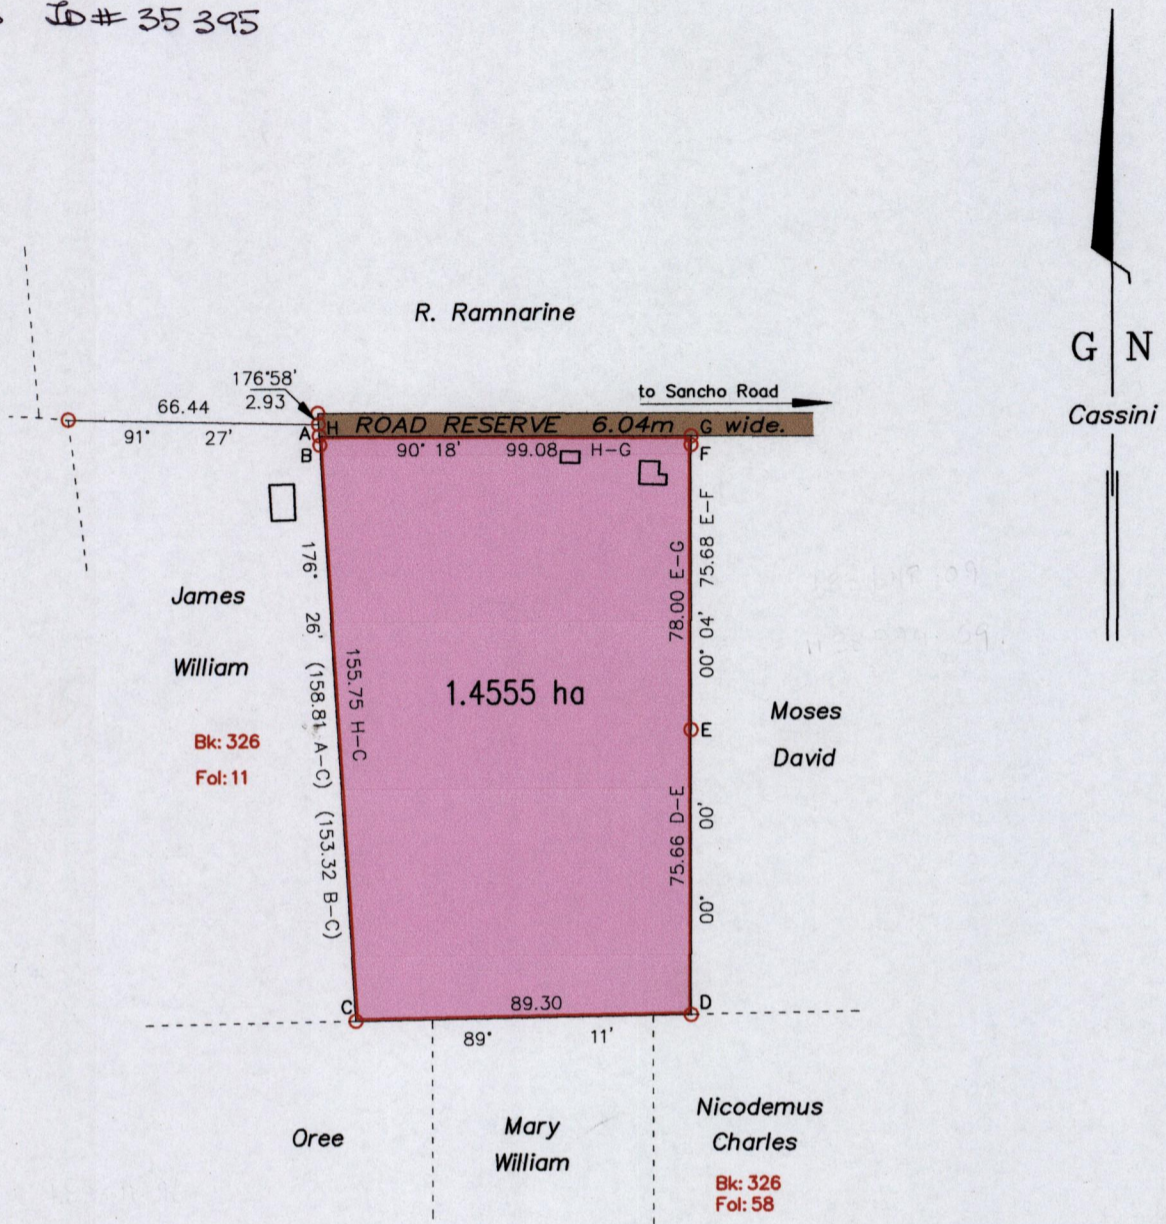 ID# 35 395
R. Ramnarine
G N
Cassini
176°58'
2.93
66.44
91° 27'
to Sancho Road
A
H ROAD RESERVE 6.04m G wide.
B
90° 18' 99.08 H-G
F
176° 26' (158.81 A-C) (153.32 B-C)
155.75 H-C
78.00 E-G
00° 04' 75.68 E-F
James
William
Bk: 326
Fol: 11
1.4555 ha
E
Moses
David
75.66 D-E
00° 00'
C
89.30
D
89° 11'
Oree
Mary
William
Nicodemus
Charles
Bk: 326
Fol: 58